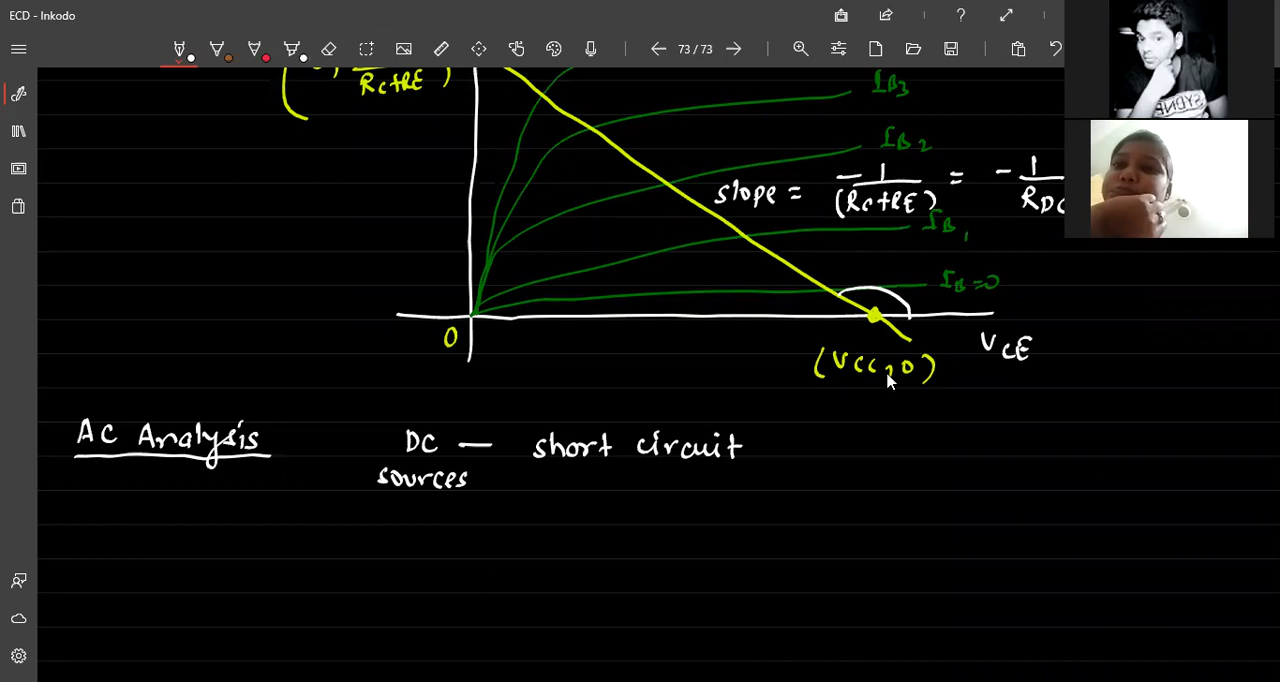 ECD - Inkodo
73 / 73
Rc+RE
IB3
IB2
slope = -1/(Rc+RE) = -1/RDC
IB1
IB=0
0
(VCC, 0)
VCE
AC Analysis
DC — short circuit
sources